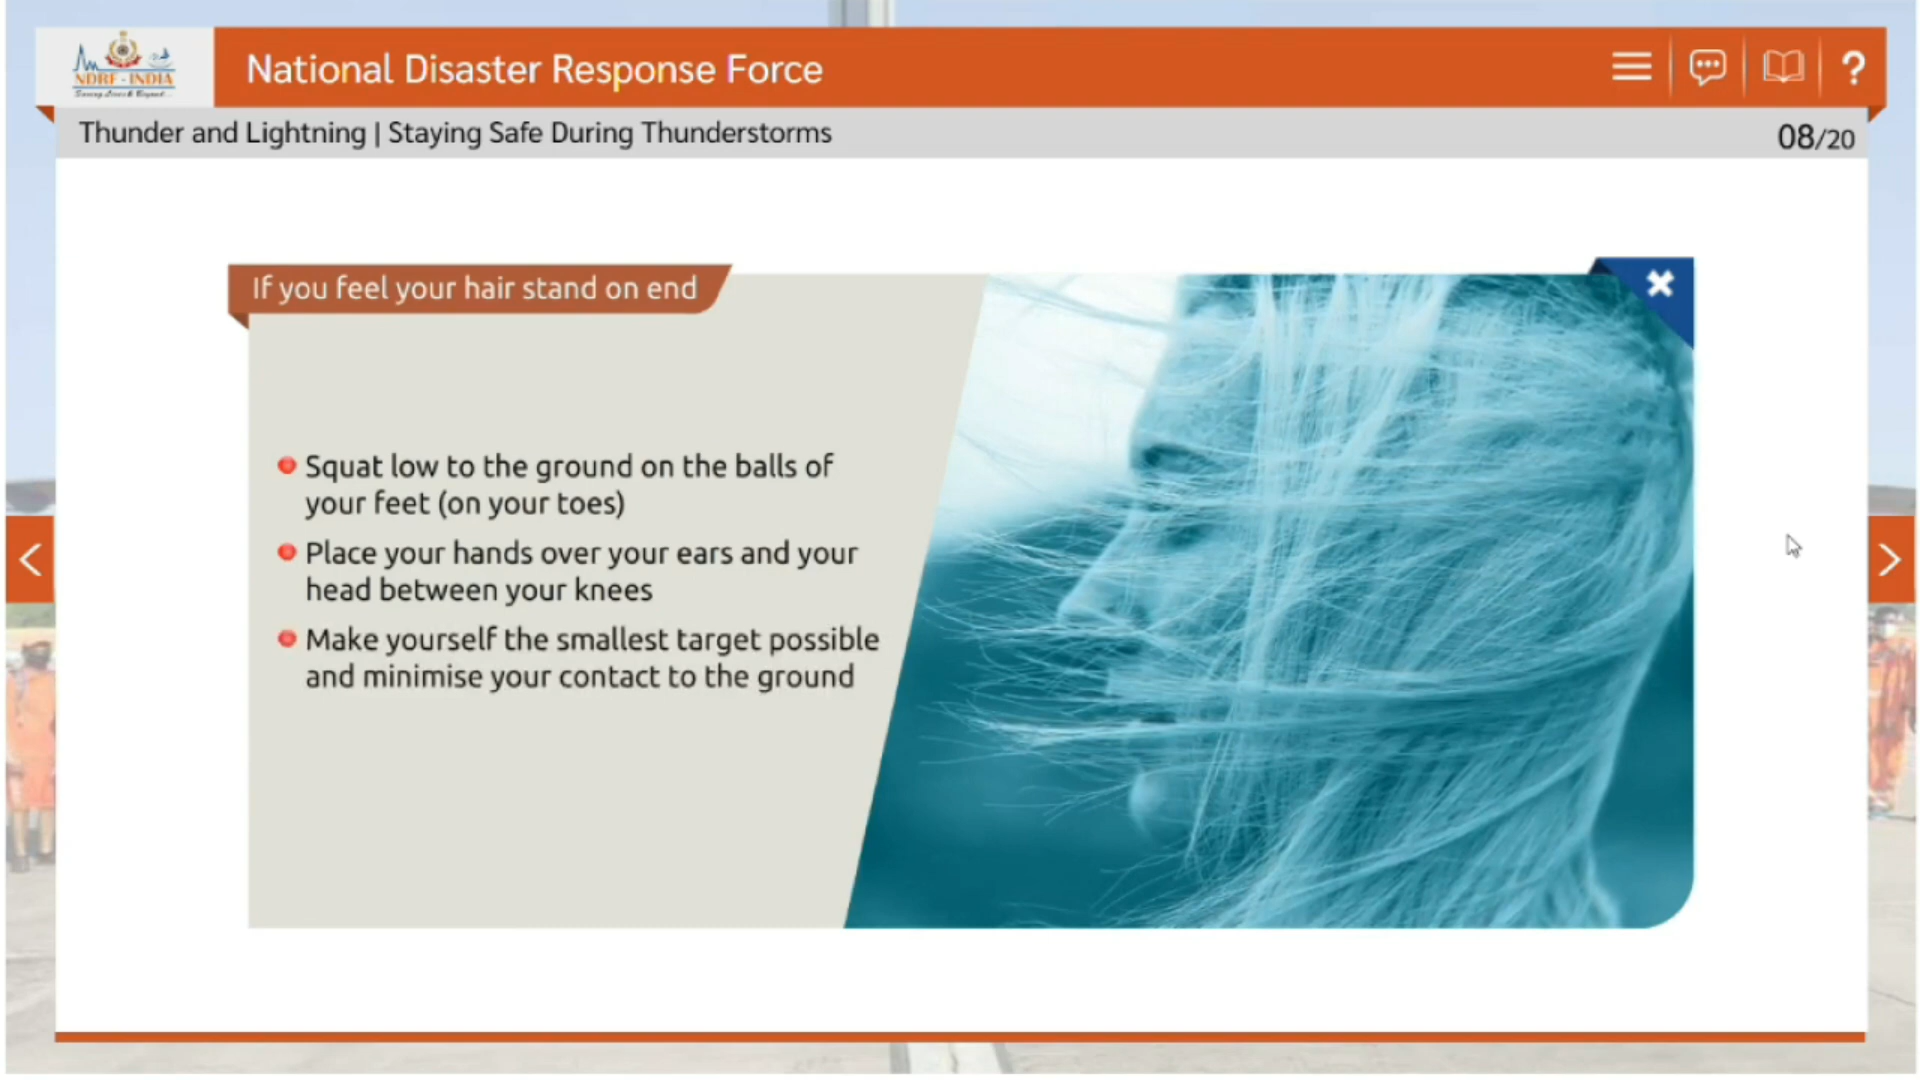 NDRF - INDIA
Saving Lives & Beyond...
National Disaster Response Force
?
Thunder and Lightning | Staying Safe During Thunderstorms
08/20
If you feel your hair stand on end
Squat low to the ground on the balls of
your feet (on your toes)
Place your hands over your ears and your
head between your knees
Make yourself the smallest target possible
and minimise your contact to the ground